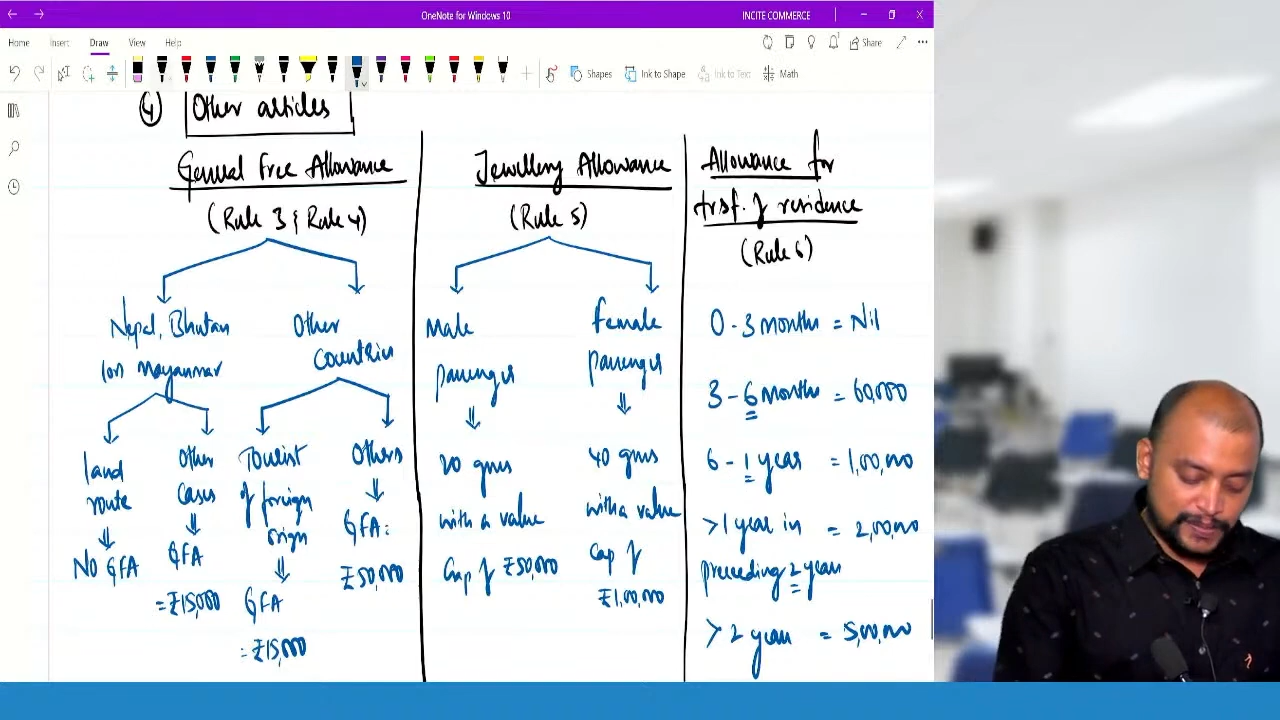 OneNote for Windows 10
INCITE COMMERCE
Home Insert Draw View Help
Share
Shapes
Ink to Shape
Ink to Text
Math
④ Other articles
General Free Allowance
(Rule 3 & Rule 4)
Nepal, Bhutan
(or) Mayanmar
land
route
⇓
NO GFA
Other
Cases
⇓
GFA
= ₹15,000
Other
Countries
Tourist
of foreign
origin
⇓
GFA
= ₹15,000
Others
⇓
GFA:
₹50,000
Jewellery Allowance
(Rule 5)
Male
passenger
⇓
20 gms
with a value
Cap of ₹50,000
female
passenger
⇓
40 gms
with a value
Cap of
₹1,00,000
Allowance for
trsf. of residence
(Rule 6)
0 - 3 months = Nil
3 - 6 months = 60,000
6 - 1 year = 1,00,000
>1 year in = 2,00,000
preceding 2 year
> 2 year = 5,00,000